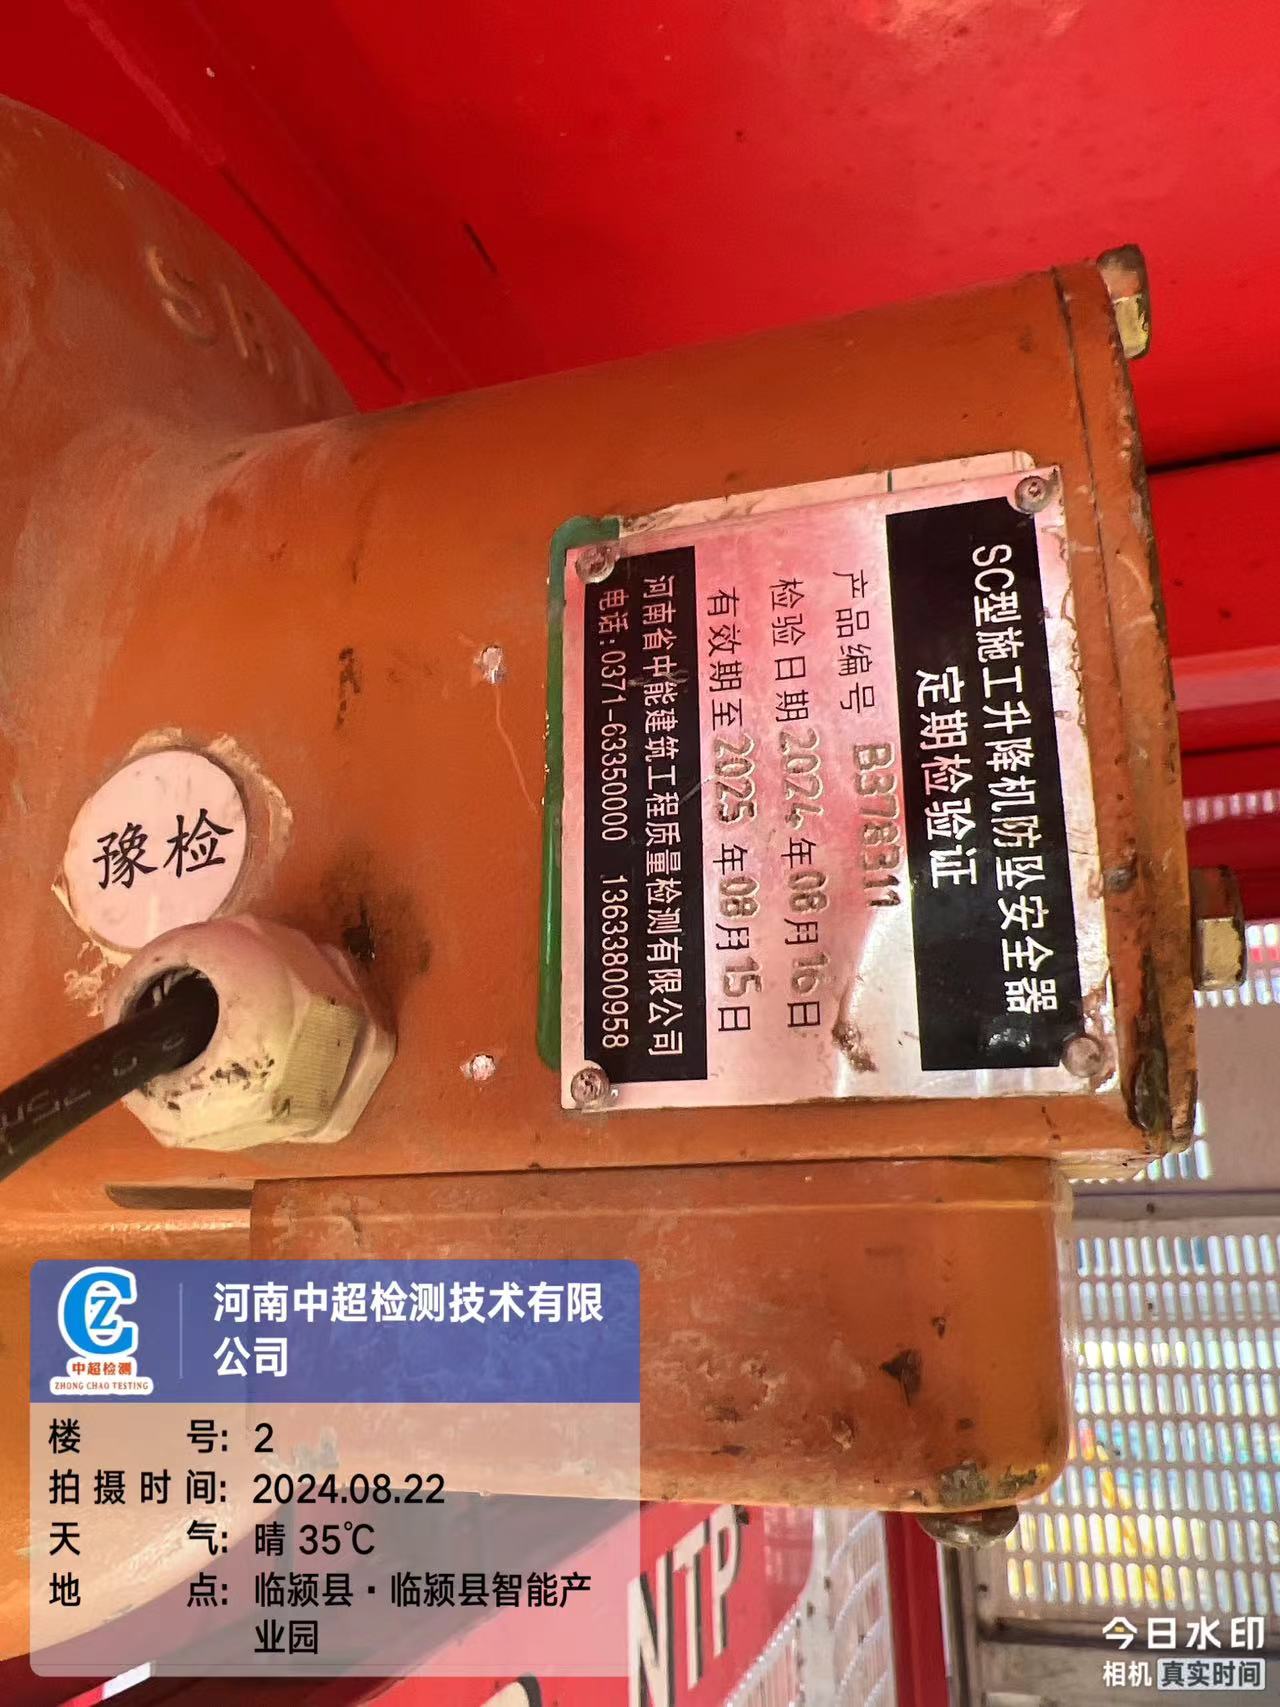 SC型施工升降机防坠安全器
定期检验证
产品编号 B378311
检验日期2024年08月16日
有效期至2025年08月15日
河南省中能建筑工程质量检测有限公司
电话:0371-63350000 13633800958
豫检
NTP
中超检测
ZHONG CHAO TESTING
河南中超检测技术有限
公司
楼号: 2
拍摄时间: 2024.08.22
天气: 晴 35℃
地点: 临颍县·临颍县智能产
业园
今日水印
相机 真实时间